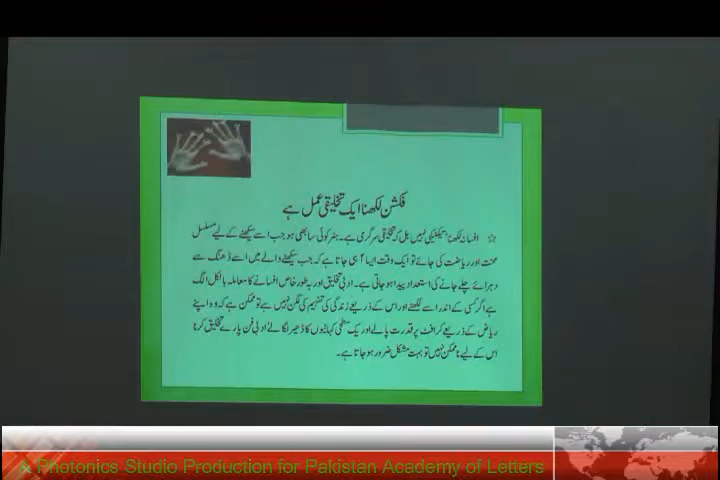 فکشن لکھنا ایک تخلیقی عمل ہے
☆ افسانہ لکھنا تکنیکی نہیں بل کہ تخلیقی سرگرمی ہے۔ ہنر کوئی سا بھی ہو جب اسے سیکھنے کے لیے مسلسل
محنت اور ریاضت کی جائے تو ایک وقت ایسا آ ہی جاتا ہے کہ جب سیکھنے والے میں اسے ڈھنگ سے
دہرائے چلے جانے کی استعداد پیدا ہو جاتی ہے۔ ادبی تخلیق اور بہ طور خاص افسانے کا معاملہ بالکل الگ
ہے اگر کسی کے اندر اسے لکھنے اور اس کے ذریعے زندگی کی تفہیم کی لگن نہیں ہے تو ممکن ہے کہ وہ اپنے
ریاض کے ذریعے کرافٹ پر قدرت پا لے اور یک سطحی کہانیوں کا ڈھیر لگا لے ادبی فن پارے تخلیق کرنا
اس کے لیے ناممکن نہیں تو بہت مشکل ضرور ہو جاتا ہے۔
A Photonics Studio Production for Pakistan Academy of Letters